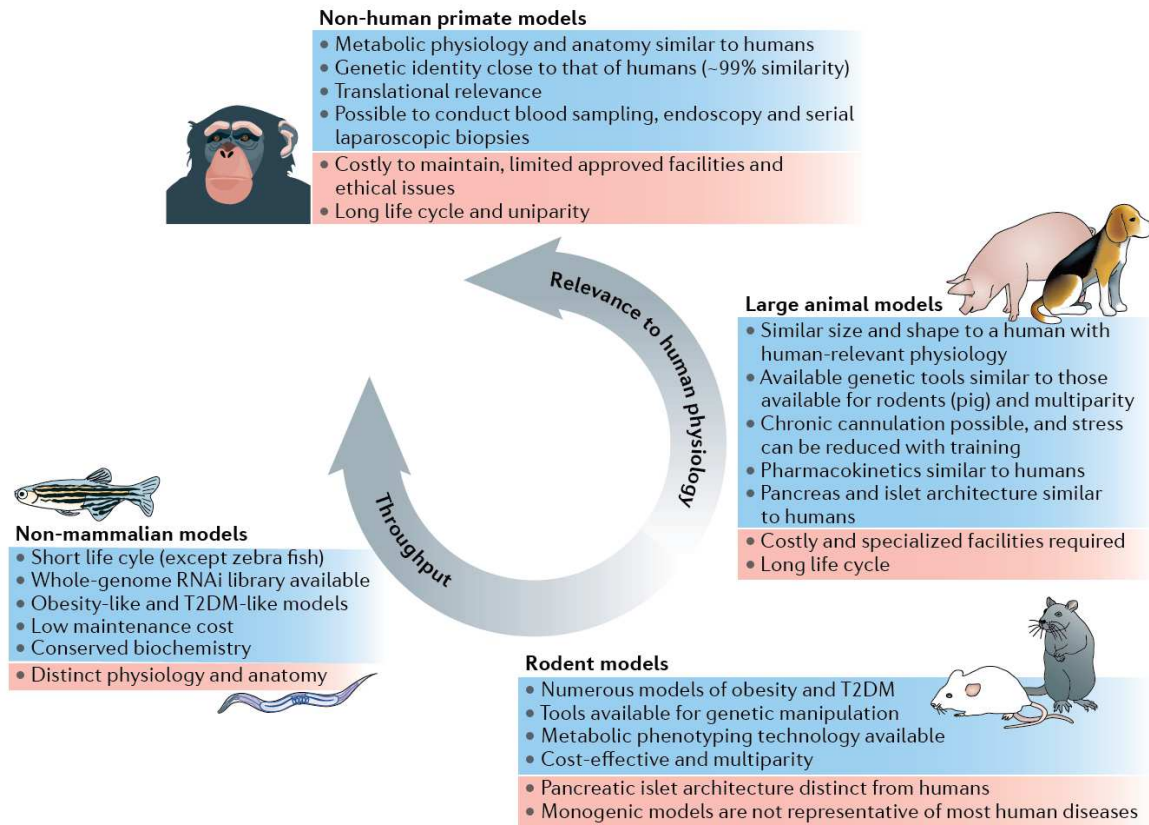 Non-human primate models
• Metabolic physiology and anatomy similar to humans
• Genetic identity close to that of humans (~99% similarity)
• Translational relevance
• Possible to conduct blood sampling, endoscopy and serial
laparoscopic biopsies
• Costly to maintain, limited approved facilities and
ethical issues
• Long life cycle and uniparity
Relevance to human physiology
Large animal models
• Similar size and shape to a human with
human-relevant physiology
• Available genetic tools similar to those
available for rodents (pig) and multiparity
• Chronic cannulation possible, and stress
can be reduced with training
• Pharmacokinetics similar to humans
• Pancreas and islet architecture similar
to humans
• Costly and specialized facilities required
• Long life cycle
Throughput
Non-mammalian models
• Short life cyle (except zebra fish)
• Whole-genome RNAi library available
• Obesity-like and T2DM-like models
• Low maintenance cost
• Conserved biochemistry
• Distinct physiology and anatomy
Rodent models
• Numerous models of obesity and T2DM
• Tools available for genetic manipulation
• Metabolic phenotyping technology available
• Cost-effective and multiparity
• Pancreatic islet architecture distinct from humans
• Monogenic models are not representative of most human diseases